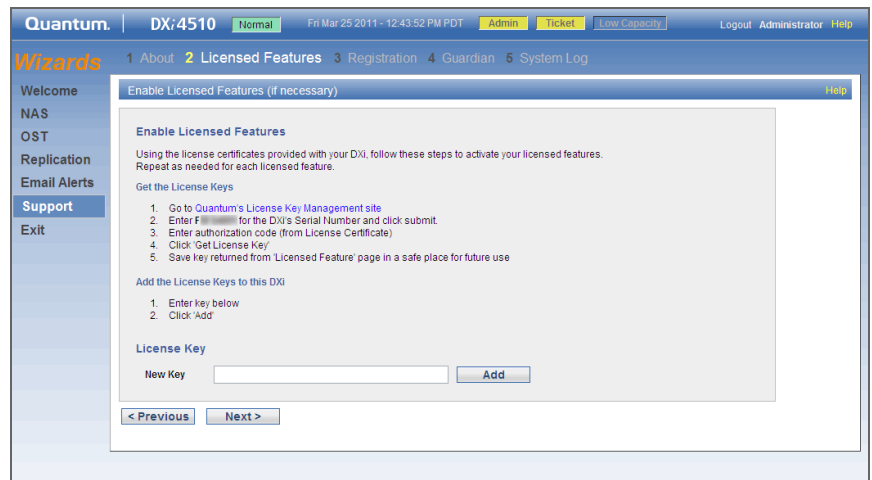 Quantum. DXi4510 Normal Fri Mar 25 2011 - 12:43:52 PM PDT Admin Ticket Low Capacity Logout Administrator Help
Wizards 1 About 2 Licensed Features 3 Registration 4 Guardian 5 System Log
Welcome
NAS
OST
Replication
Email Alerts
Support
Exit
Enable Licensed Features (if necessary) Help
Enable Licensed Features
Using the license certificates provided with your DXi, follow these steps to activate your licensed features.
Repeat as needed for each licensed feature.
Get the License Keys
1. Go to Quantum's License Key Management site
2. Enter F for the DXi's Serial Number and click submit.
3. Enter authorization code (from License Certificate)
4. Click 'Get License Key'
5. Save key returned from 'Licensed Feature' page in a safe place for future use
Add the License Keys to this DXi
1. Enter key below
2. Click 'Add'
License Key
New Key Add
< Previous Next >